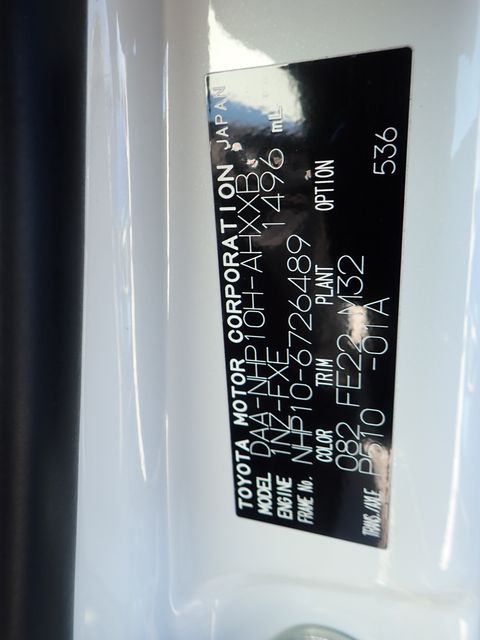 TOYOTA MOTOR CORPORATION JAPAN
MODEL DAA-NHP10H-AHXXB
ENGINE 1NZ-FXE 1496 mL
FRAME No. NHP10-6726489
COLOR TRIM PLANT OPTION
082 FE22 M32
TRANS./AXLE P510 -01A 536